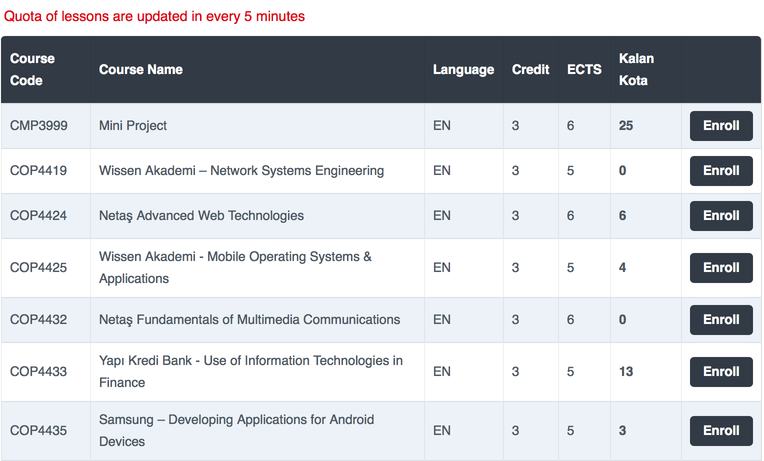 Quota of lessons are updated in every 5 minutes
Course Code Course Name Language Credit ECTS Kalan Kota
CMP3999 Mini Project EN 3 6 25 Enroll
COP4419 Wissen Akademi – Network Systems Engineering EN 3 5 0 Enroll
COP4424 Netaş Advanced Web Technologies EN 3 6 6 Enroll
COP4425 Wissen Akademi - Mobile Operating Systems & Applications EN 3 5 4 Enroll
COP4432 Netaş Fundamentals of Multimedia Communications EN 3 6 0 Enroll
COP4433 Yapı Kredi Bank - Use of Information Technologies in Finance EN 3 5 13 Enroll
COP4435 Samsung – Developing Applications for Android Devices EN 3 5 3 Enroll